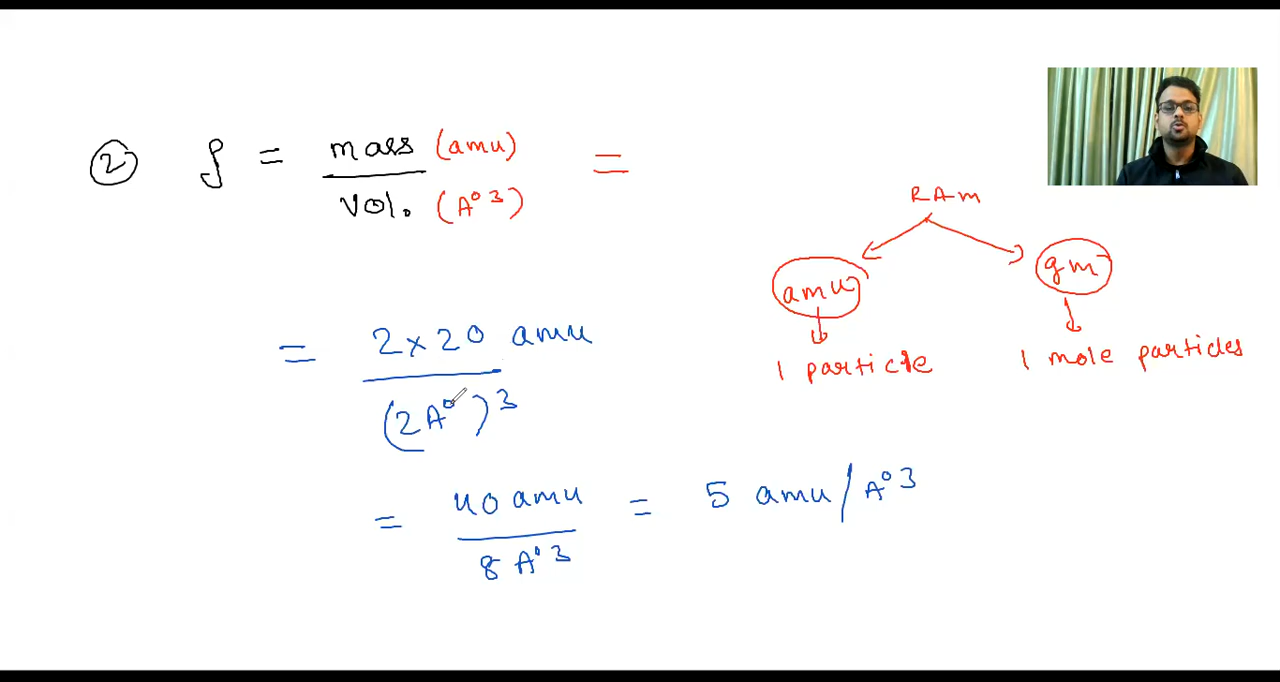 ② ρ = mass (amu) / Vol. (A°3) =
RAm
amu gm
1 particle 1 mole particles
= 2 × 20 amu / (2A°)3
= 40 amu / 8 A°3 = 5 amu / A°3